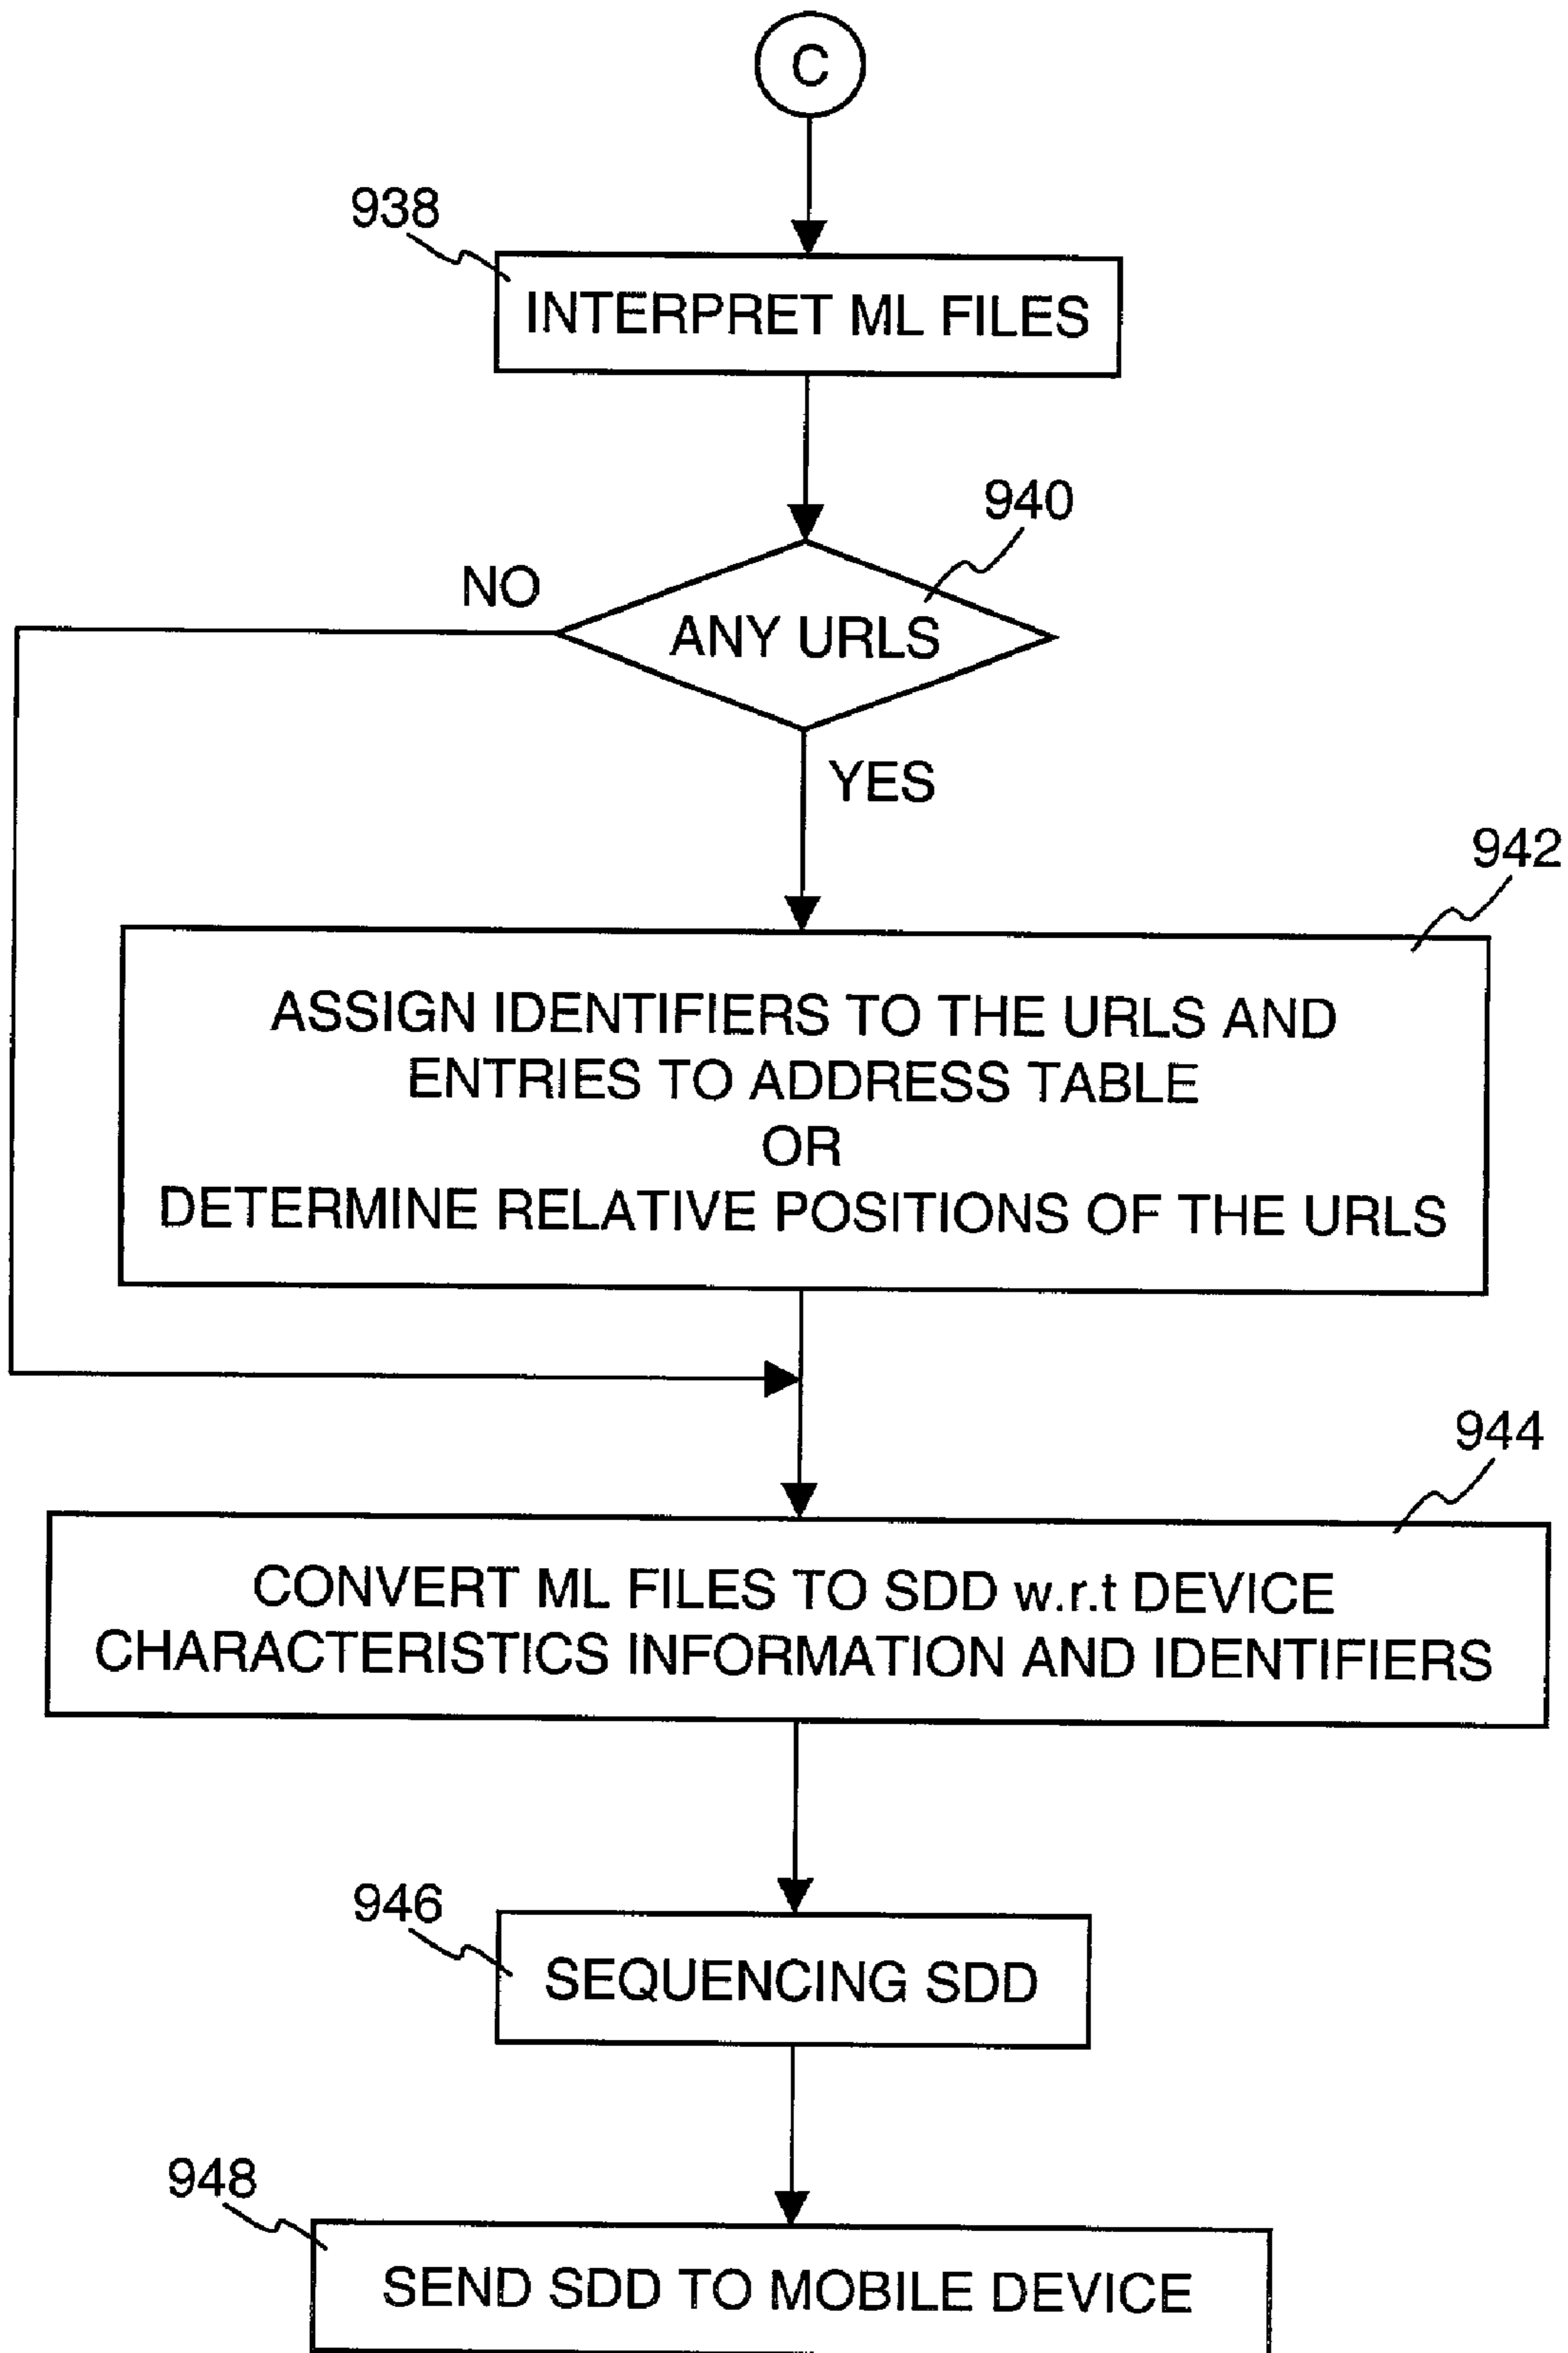 C
938
INTERPRET ML FILES
940
NO
ANY URLS
YES
942
ASSIGN IDENTIFIERS TO THE URLS AND
ENTRIES TO ADDRESS TABLE
OR
DETERMINE RELATIVE POSITIONS OF THE URLS
944
CONVERT ML FILES TO SDD w.r.t DEVICE
CHARACTERISTICS INFORMATION AND IDENTIFIERS
946
SEQUENCING SDD
948
SEND SDD TO MOBILE DEVICE